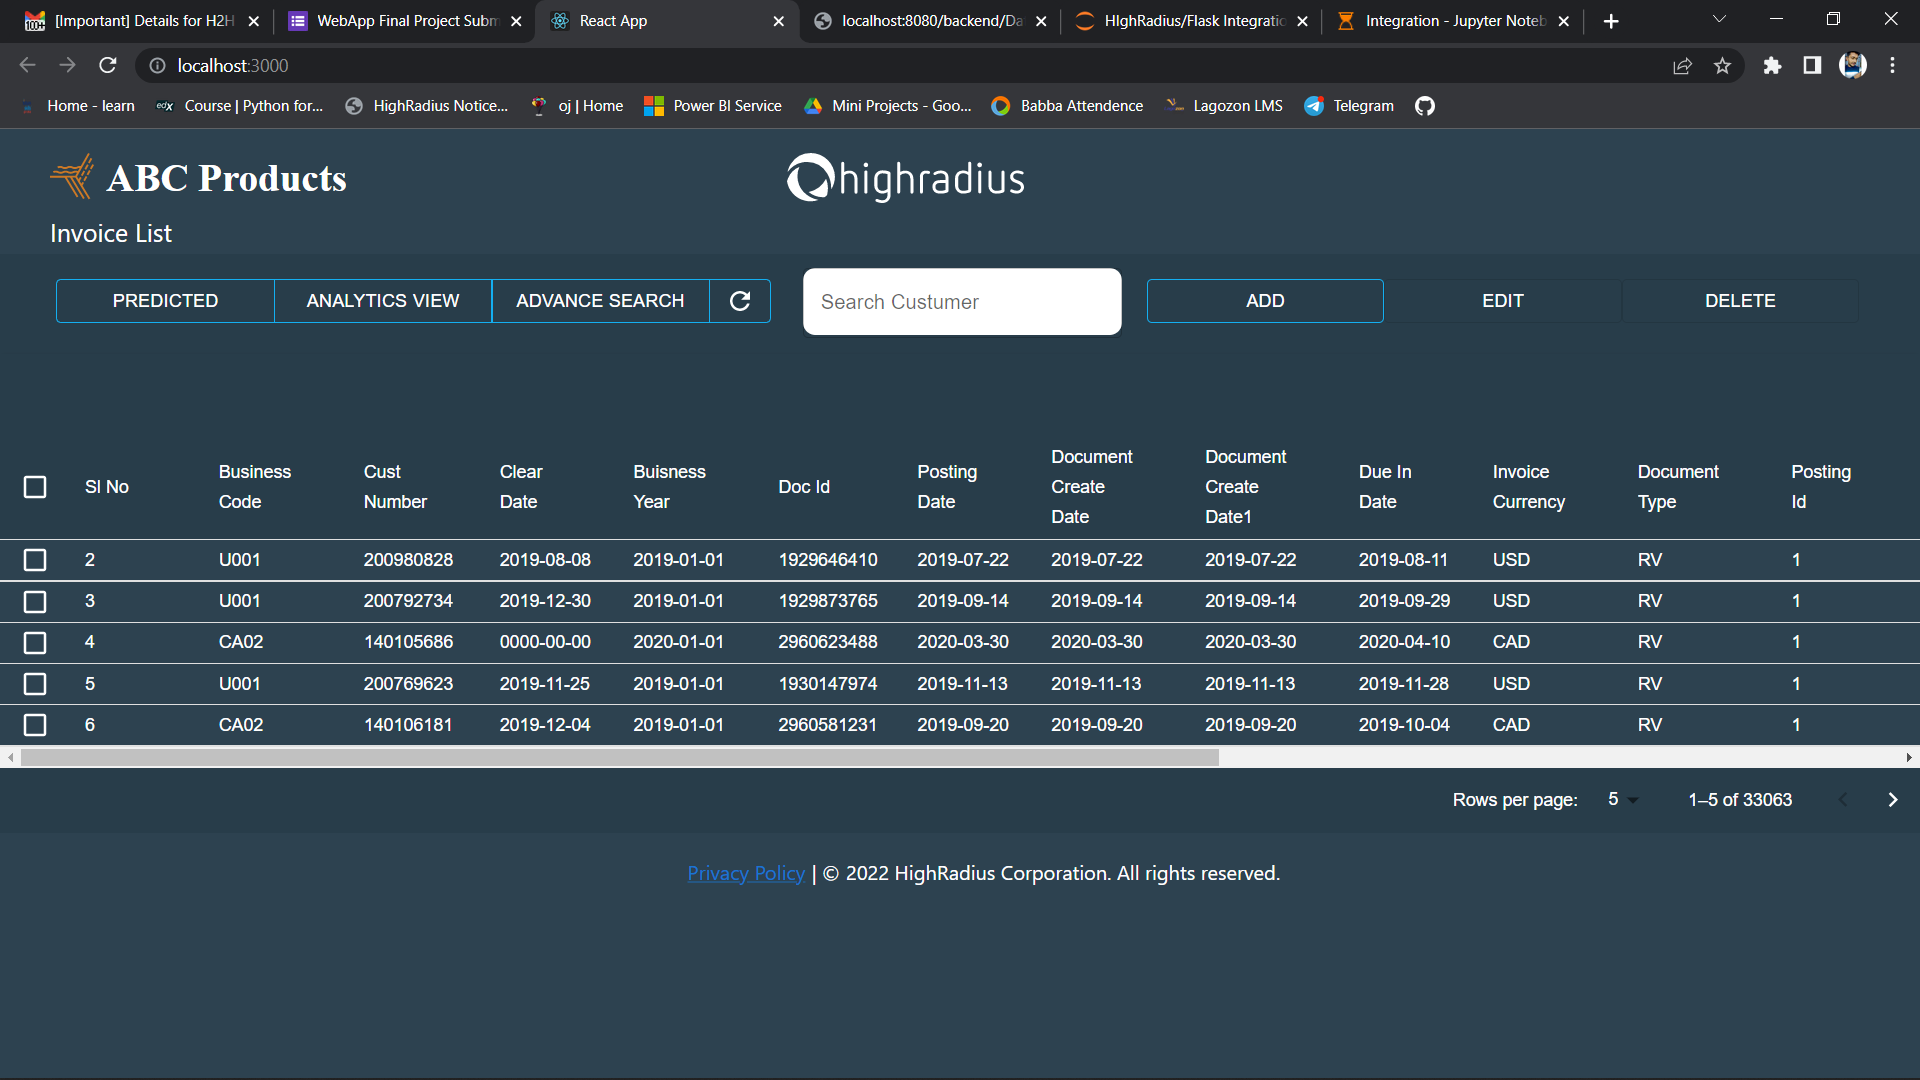 [Important] Details for H2H
WebApp Final Project Subm
React App
localhost:8080/backend/Da
HIghRadius/Flask Integratio
Integration - Jupyter Noteb
localhost:3000
Home - learn
edX Course | Python for...
HighRadius Notice...
oj | Home
Power BI Service
Mini Projects - Goo...
Babba Attendence
Lagozon LMS
Telegram
ABC Products
highradius
Invoice List
PREDICTED
ANALYTICS VIEW
ADVANCE SEARCH
Search Custumer
ADD
EDIT
DELETE
Sl No
Business
Code
Cust
Number
Clear
Date
Buisness
Year
Doc Id
Posting
Date
Document
Create
Date
Document
Create
Date1
Due In
Date
Invoice
Currency
Document
Type
Posting
Id
2 U001 200980828 2019-08-08 2019-01-01 1929646410 2019-07-22 2019-07-22 2019-07-22 2019-08-11 USD RV 1
3 U001 200792734 2019-12-30 2019-01-01 1929873765 2019-09-14 2019-09-14 2019-09-14 2019-09-29 USD RV 1
4 CA02 140105686 0000-00-00 2020-01-01 2960623488 2020-03-30 2020-03-30 2020-03-30 2020-04-10 CAD RV 1
5 U001 200769623 2019-11-25 2019-01-01 1930147974 2019-11-13 2019-11-13 2019-11-13 2019-11-28 USD RV 1
6 CA02 140106181 2019-12-04 2019-01-01 2960581231 2019-09-20 2019-09-20 2019-09-20 2019-10-04 CAD RV 1
Rows per page: 5 1–5 of 33063
Privacy Policy | © 2022 HighRadius Corporation. All rights reserved.